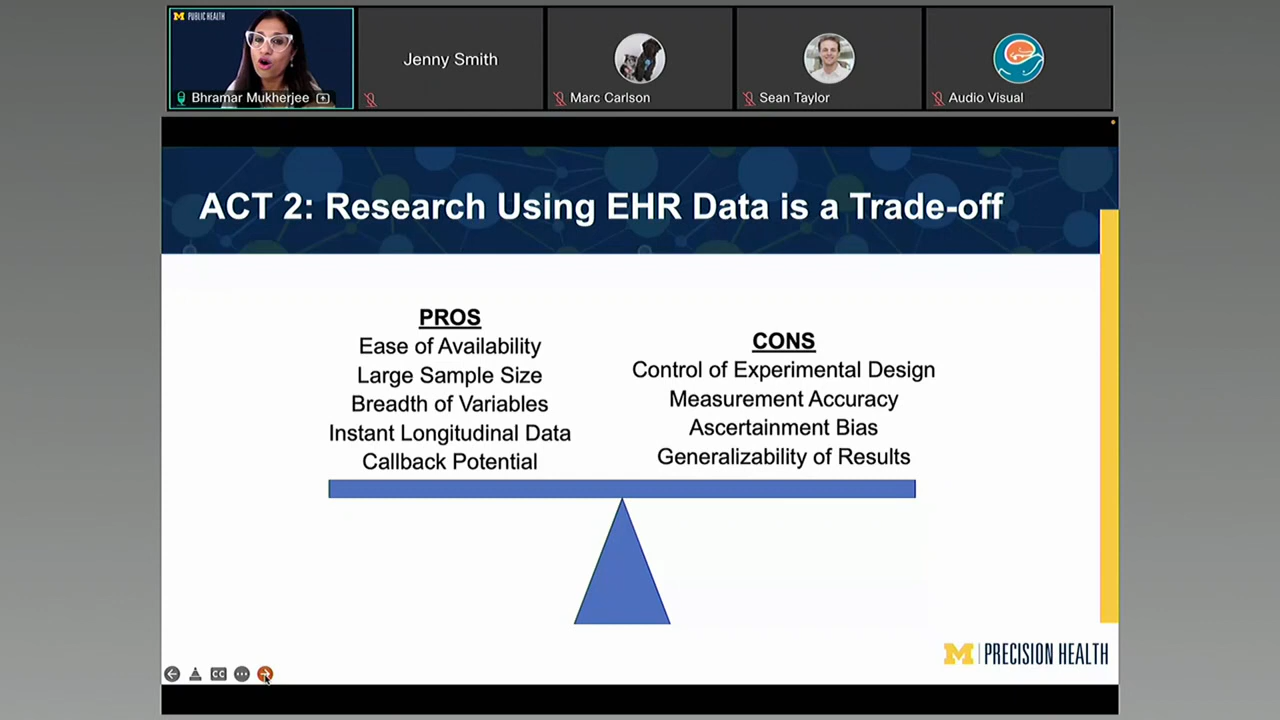 M PUBLIC HEALTH
Bhramar Mukherjee
Jenny Smith
Marc Carlson
Sean Taylor
Audio Visual
ACT 2: Research Using EHR Data is a Trade-off
PROS
Ease of Availability
Large Sample Size
Breadth of Variables
Instant Longitudinal Data
Callback Potential
CONS
Control of Experimental Design
Measurement Accuracy
Ascertainment Bias
Generalizability of Results
M PRECISION HEALTH
CC